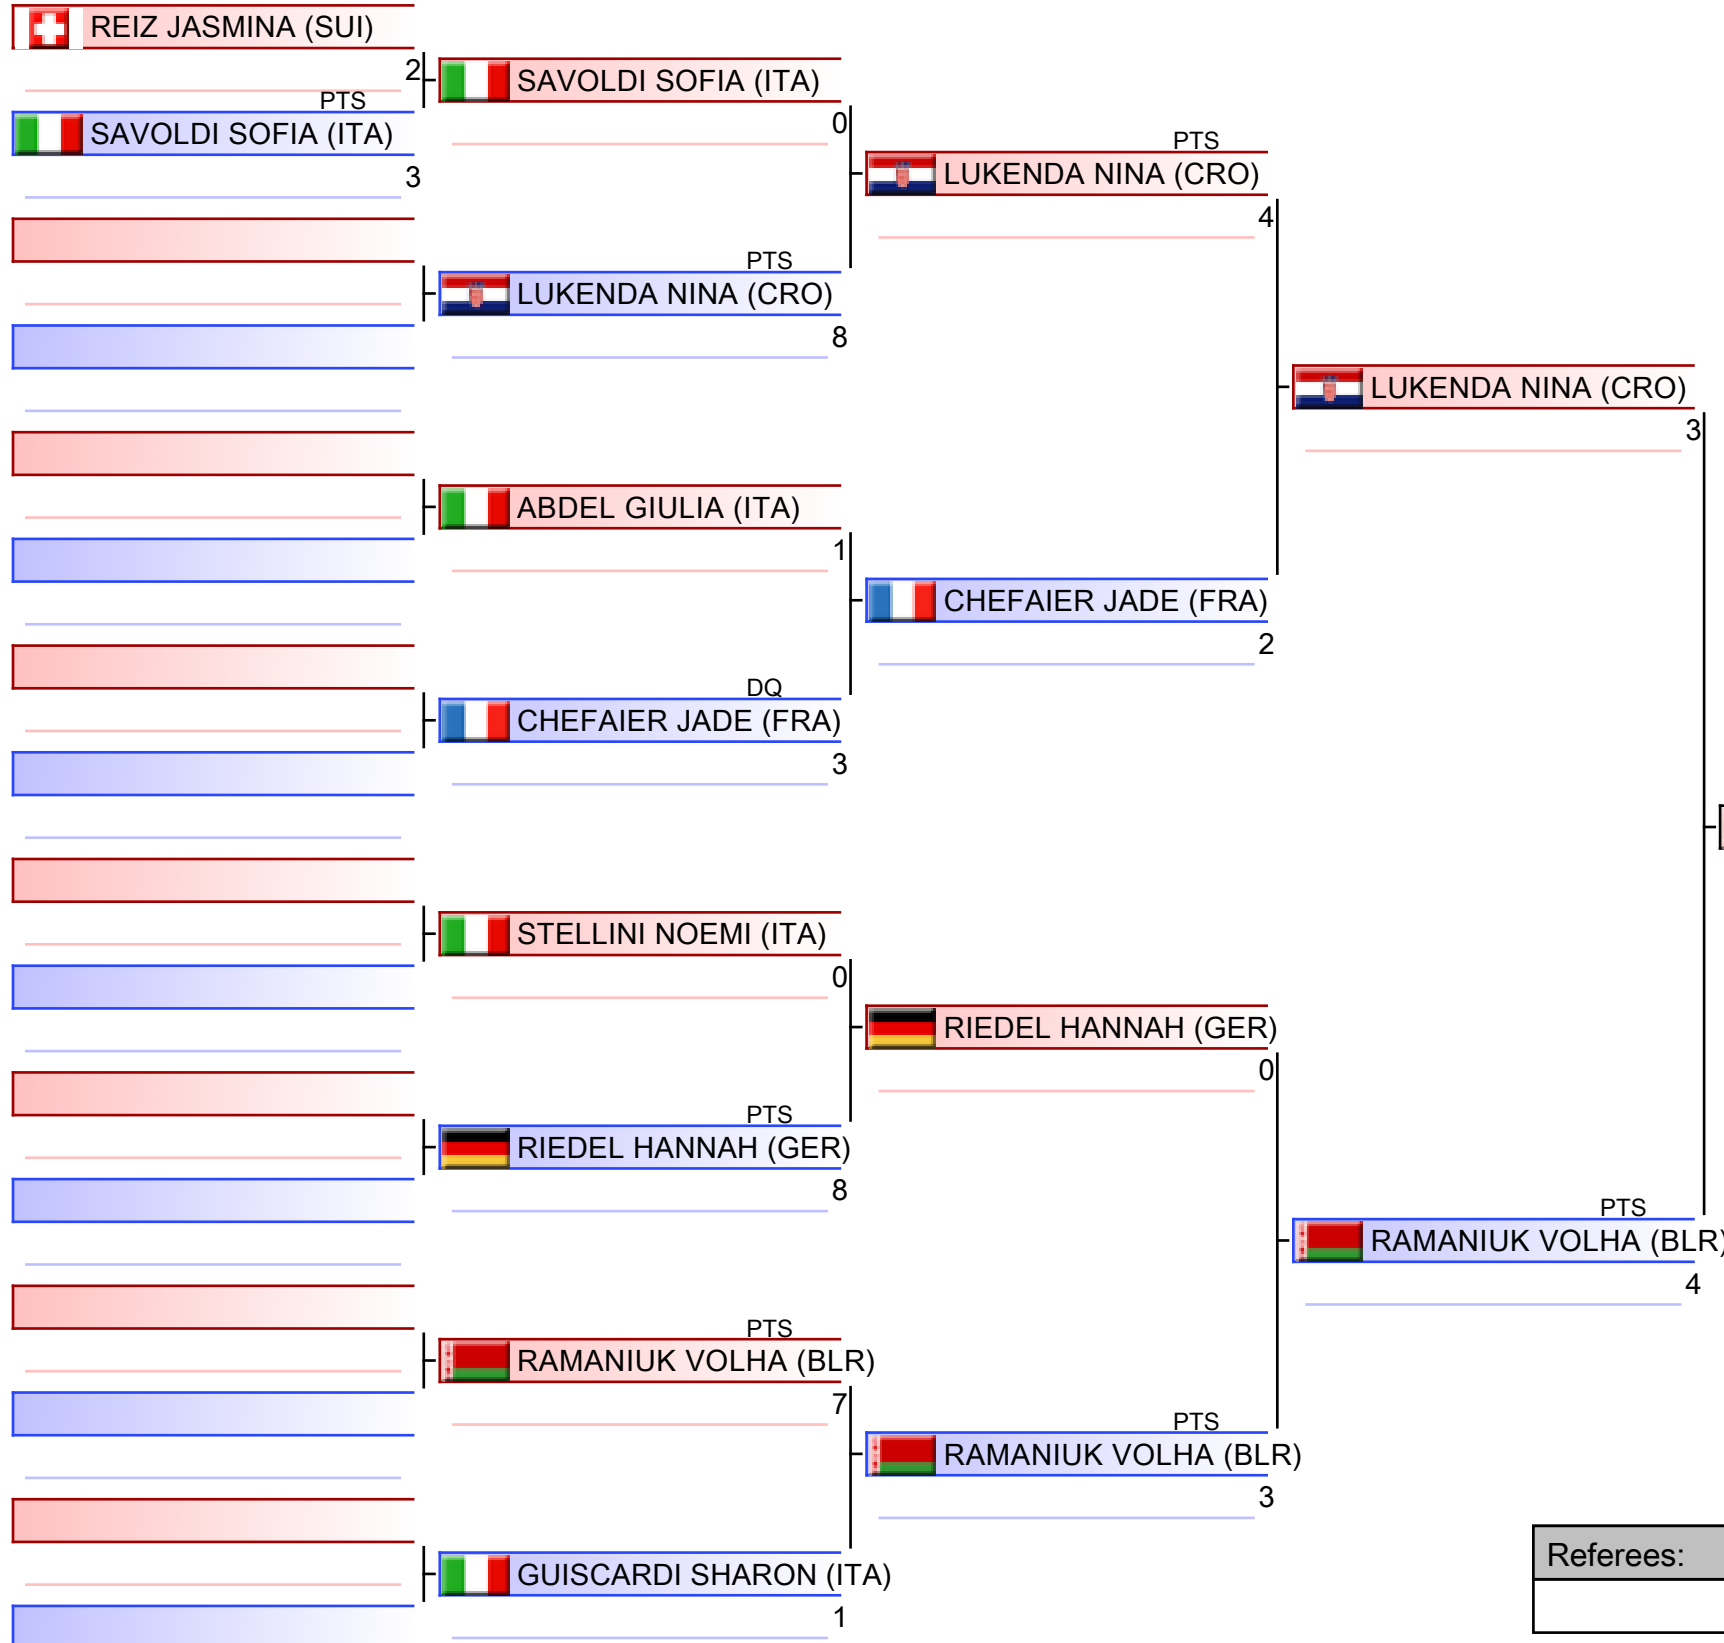 REIZ JASMINA (SUI)
2
PTS
SAVOLDI SOFIA (ITA)
3
SAVOLDI SOFIA (ITA)
0
PTS
LUKENDA NINA (CRO)
8
ABDEL GIULIA (ITA)
1
DQ
CHEFAIER JADE (FRA)
3
STELLINI NOEMI (ITA)
0
PTS
RIEDEL HANNAH (GER)
8
PTS
RAMANIUK VOLHA (BLR)
7
GUISCARDI SHARON (ITA)
1
PTS
LUKENDA NINA (CRO)
4
CHEFAIER JADE (FRA)
2
RIEDEL HANNAH (GER)
0
PTS
RAMANIUK VOLHA (BLR)
3
LUKENDA NINA (CRO)
3
PTS
RAMANIUK VOLHA (BLR)
4
Referees: